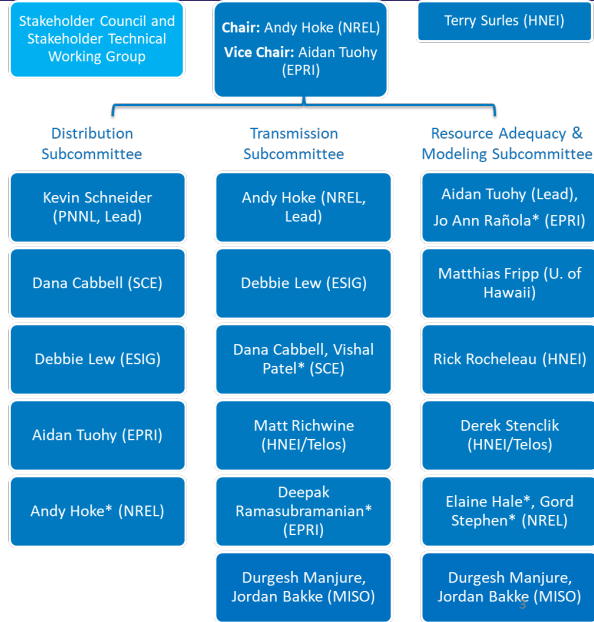 Stakeholder Council and
Stakeholder Technical
Working Group
Chair: Andy Hoke (NREL)
Vice Chair: Aidan Tuohy
(EPRI)
Terry Surles (HNEI)
Distribution
Subcommittee
Kevin Schneider
(PNNL, Lead)
Dana Cabbell (SCE)
Debbie Lew (ESIG)
Aidan Tuohy (EPRI)
Andy Hoke* (NREL)
Transmission
Subcommittee
Andy Hoke (NREL,
Lead)
Debbie Lew (ESIG)
Dana Cabbell, Vishal
Patel* (SCE)
Matt Richwine
(HNEI/Telos)
Deepak
Ramasubramanian*
(EPRI)
Durgesh Manjure,
Jordan Bakke (MISO)
Resource Adequacy &
Modeling Subcommittee
Aidan Tuohy (Lead),
Jo Ann Rañola* (EPRI)
Matthias Fripp (U. of
Hawaii)
Rick Rocheleau (HNEI)
Derek Stenclik
(HNEI/Telos)
Elaine Hale*, Gord
Stephen* (NREL)
Durgesh Manjure,
Jordan Bakke (MISO)
3